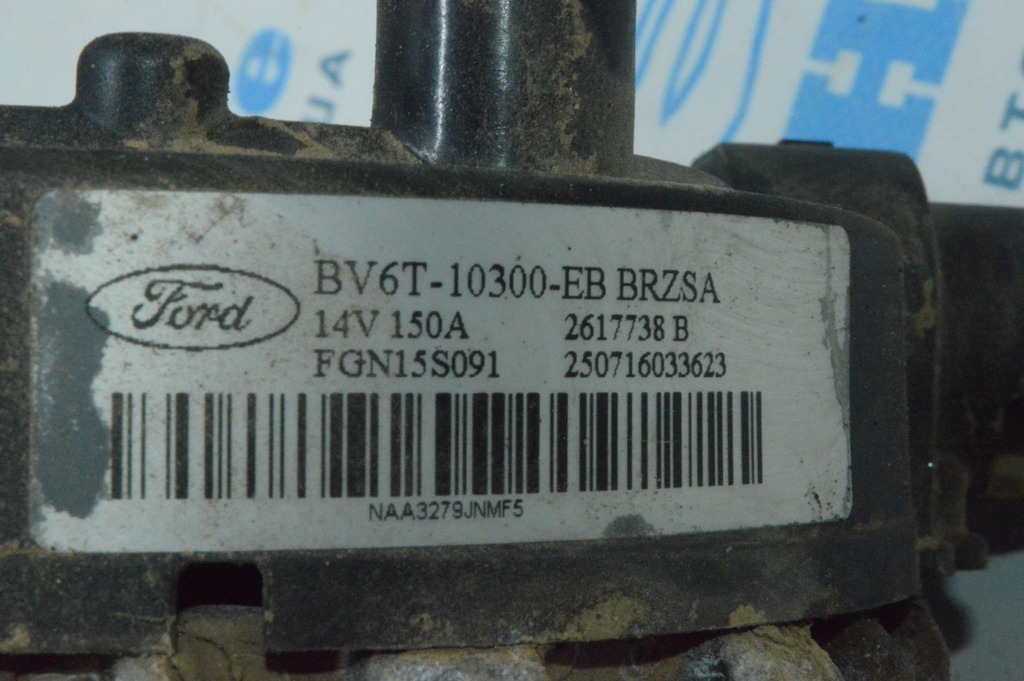 Ford
BV6T-10300-EB BRZSA
14V 150A 2617738 B
FGN15S091 250716033623
NAA3279JNMF5